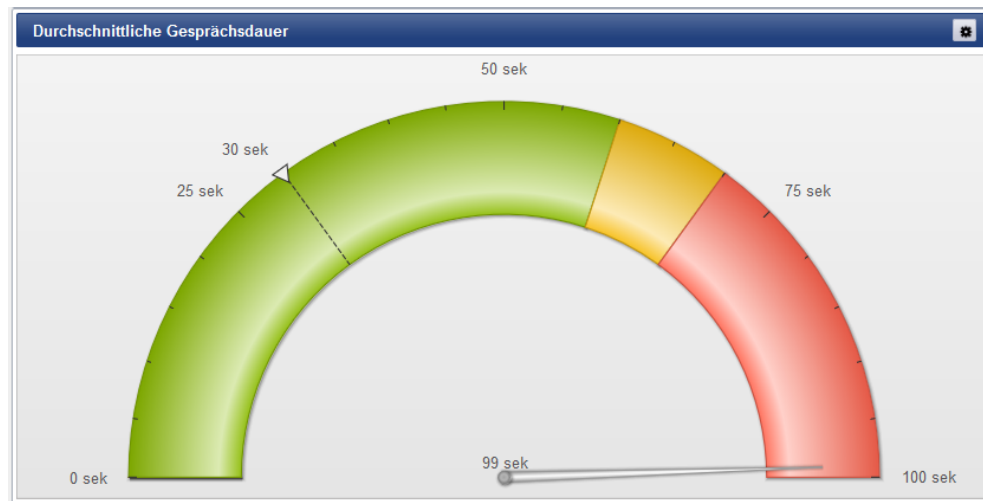 Durchschnittliche Gesprächsdauer
50 sek
30 sek
25 sek
75 sek
99 sek
0 sek
100 sek